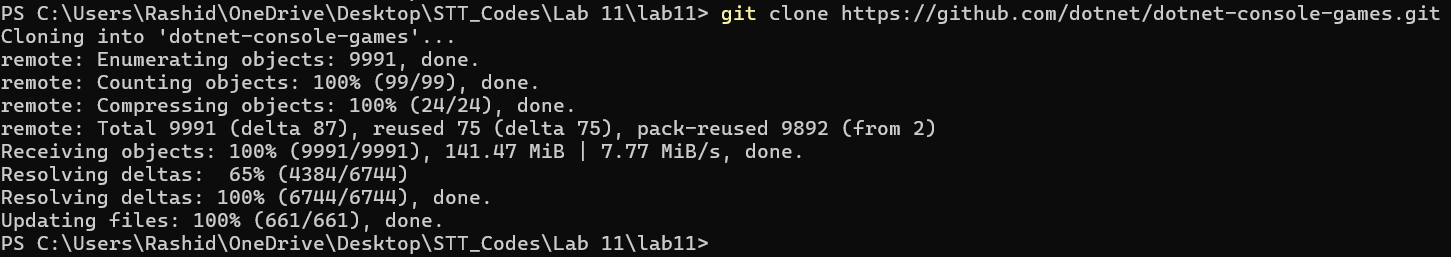 PS C:\Users\Rashid\OneDrive\Desktop\STT_Codes\Lab 11\lab11> git clone https://github.com/dotnet/dotnet-console-games.git
Cloning into 'dotnet-console-games'...
remote: Enumerating objects: 9991, done.
remote: Counting objects: 100% (99/99), done.
remote: Compressing objects: 100% (24/24), done.
remote: Total 9991 (delta 87), reused 75 (delta 75), pack-reused 9892 (from 2)
Receiving objects: 100% (9991/9991), 141.47 MiB | 7.77 MiB/s, done.
Resolving deltas:  65% (4384/6744)
Resolving deltas: 100% (6744/6744), done.
Updating files: 100% (661/661), done.
PS C:\Users\Rashid\OneDrive\Desktop\STT_Codes\Lab 11\lab11>